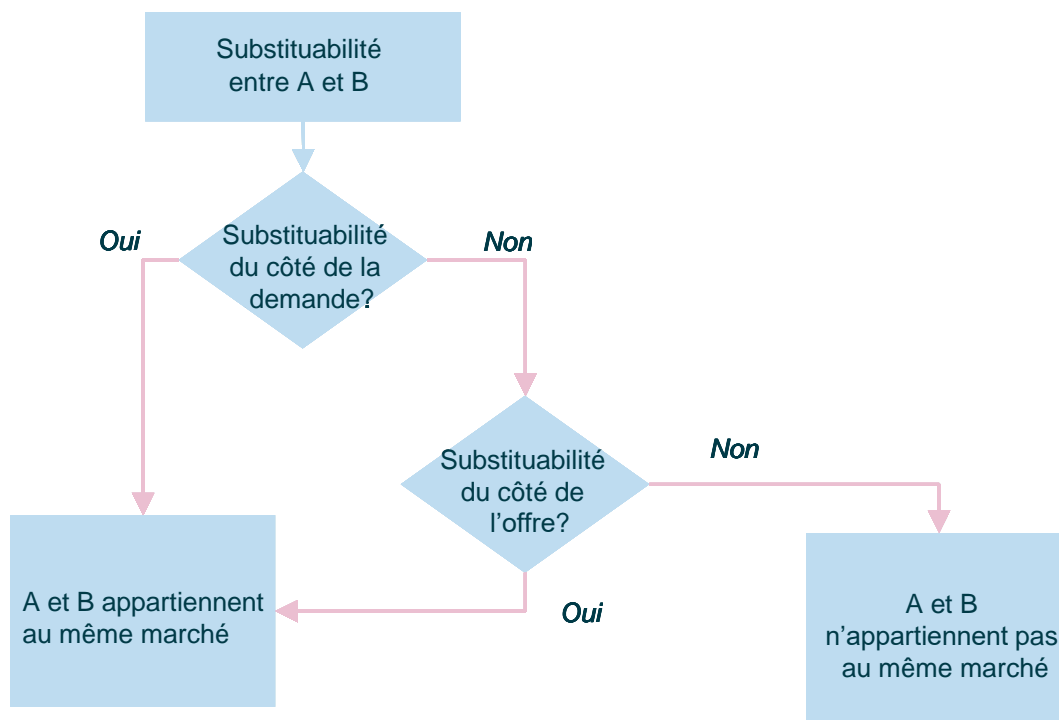 Substituabilité
entre A et B
Oui
Substituabilité
du côté de la
demande?
Non
Substituabilité
du côté de
l’offre?
Non
A et B appartiennent
au même marché
Oui
A et B
n’appartiennent pas
au même marché